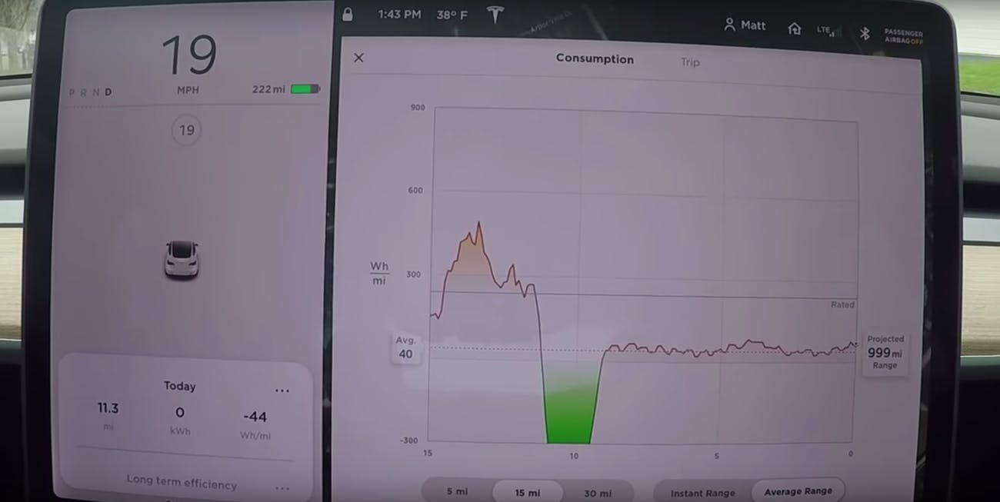 1:43 PM 38° F Matt LTE PASSENGER
AIRBAG OFF
19
P R N D MPH 222 mi
19
Consumption Trip
900
600
Wh
mi
300
Rated
Avg.
40
Projected
999 mi
Range
-300
15 10 5 0
5 mi 15 mi 30 mi Instant Range Average Range
Today ...
11.3 0 -44
mi kWh Wh/mi
Long term efficiency ...